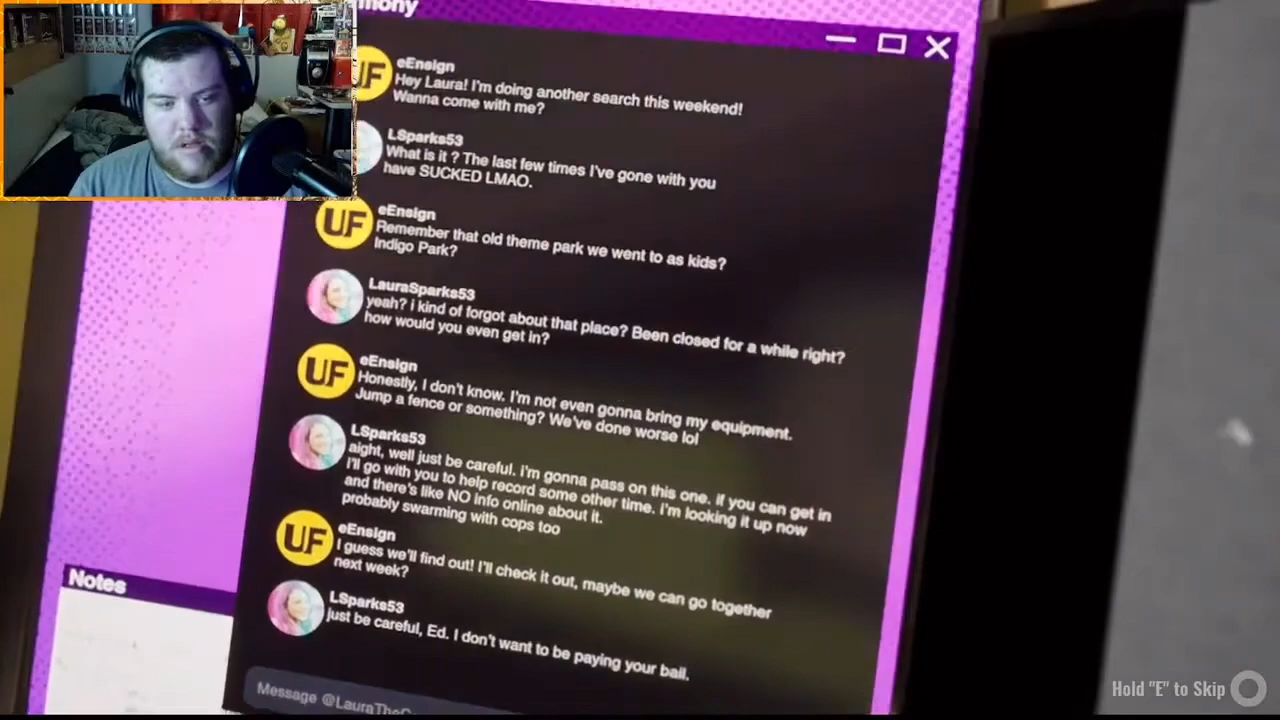 mony
UF
eEnsign
Hey Laura! I'm doing another search this weekend!
Wanna come with me?
LSparks53
What is it ? The last few times I've gone with you
have SUCKED LMAO.
UF
eEnsign
Remember that old theme park we went to as kids?
Indigo Park?
LauraSparks53
yeah? i kind of forgot about that place? Been closed for a while right?
how would you even get in?
UF
eEnsign
Honestly, I don't know. I'm not even gonna bring my equipment.
Jump a fence or something? We've done worse lol
LSparks53
aight, well just be careful. I'm gonna pass on this one. if you can get in
I'll go with you to help record some other time. I'm looking it up now
and there's like NO info online about it.
probably swarming with cops too
UF
eEnsign
I guess we'll find out! I'll check it out, maybe we can go together
next week?
LSparks53
just be careful, Ed. I don't want to be paying your bail.
Notes
Message @LauraThe
Hold "E" to Skip